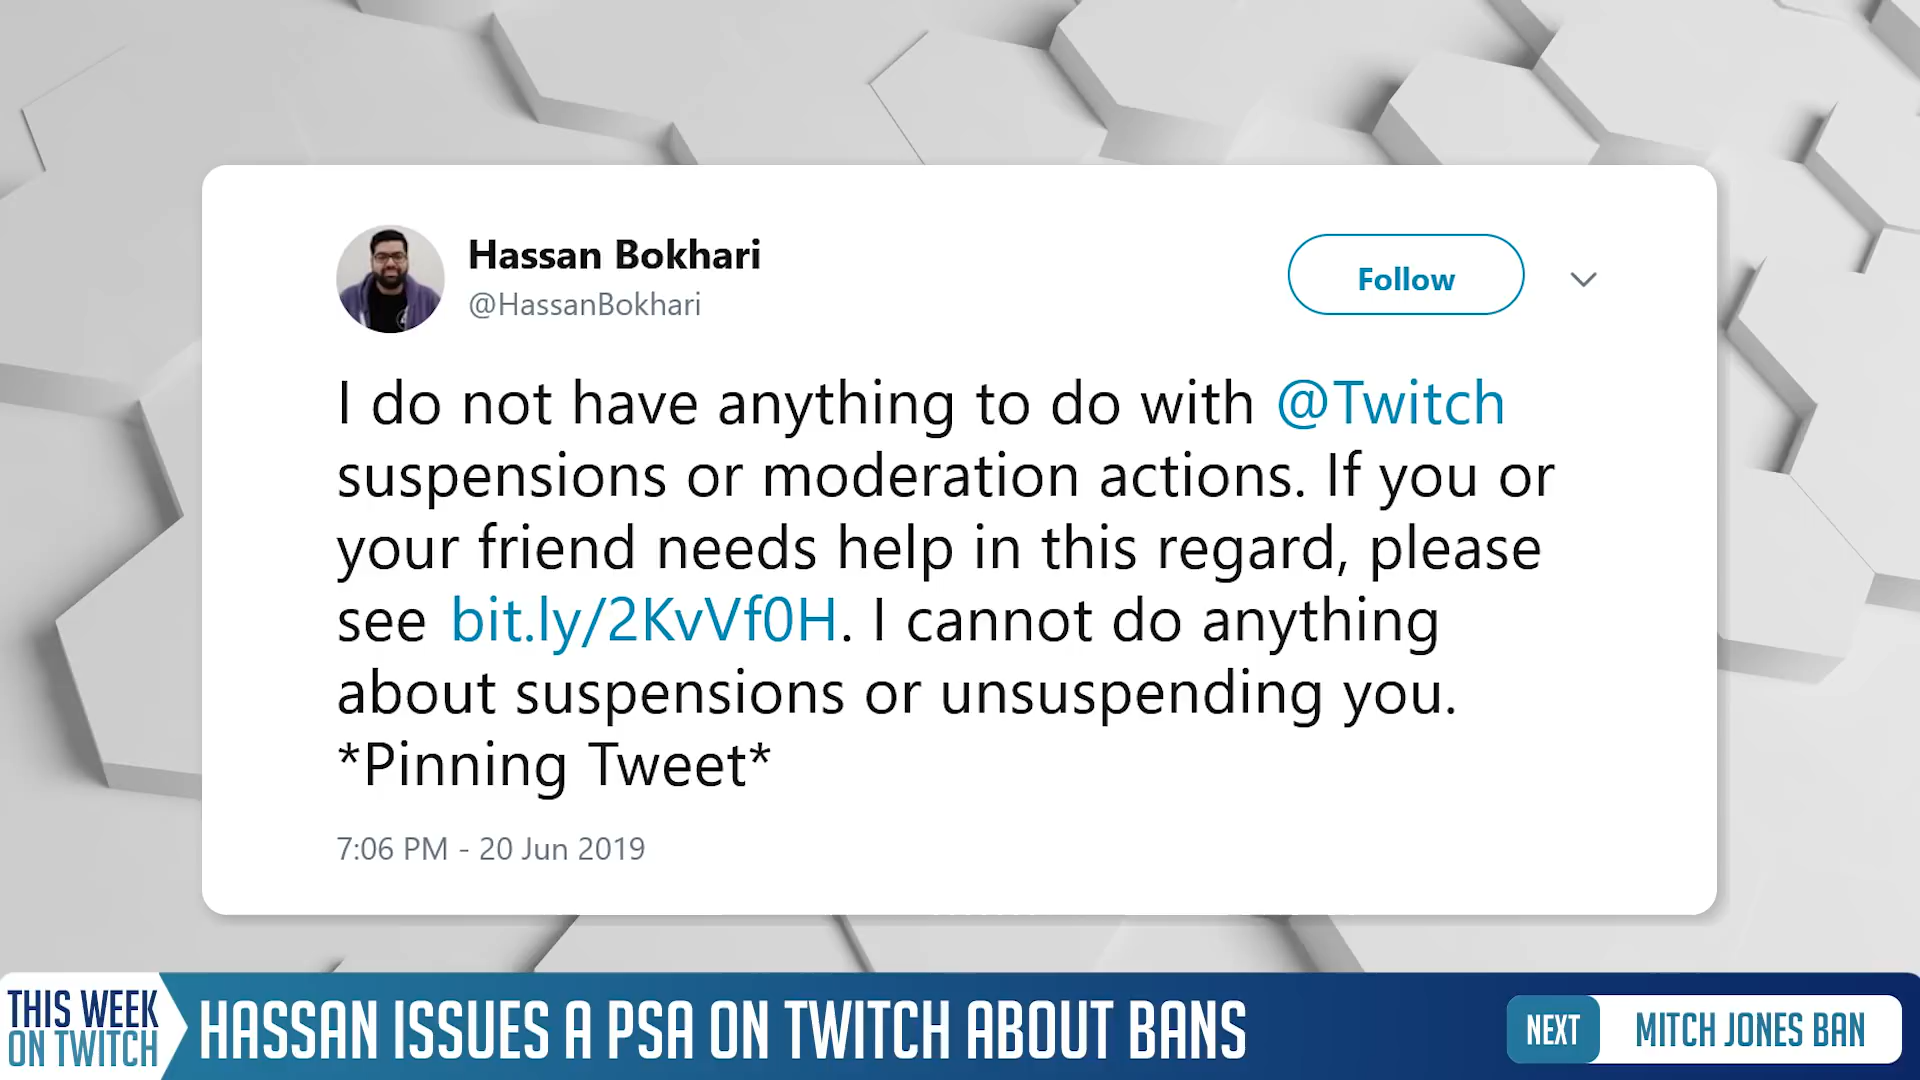 Hassan Bokhari
@HassanBokhari
Follow
I do not have anything to do with @Twitch
suspensions or moderation actions. If you or
your friend needs help in this regard, please
see bit.ly/2KvVf0H. I cannot do anything
about suspensions or unsuspending you.
*Pinning Tweet*
7:06 PM - 20 Jun 2019
THIS WEEK
ON TWITCH
HASSAN ISSUES A PSA ON TWITCH ABOUT BANS
NEXT
MITCH JONES BAN